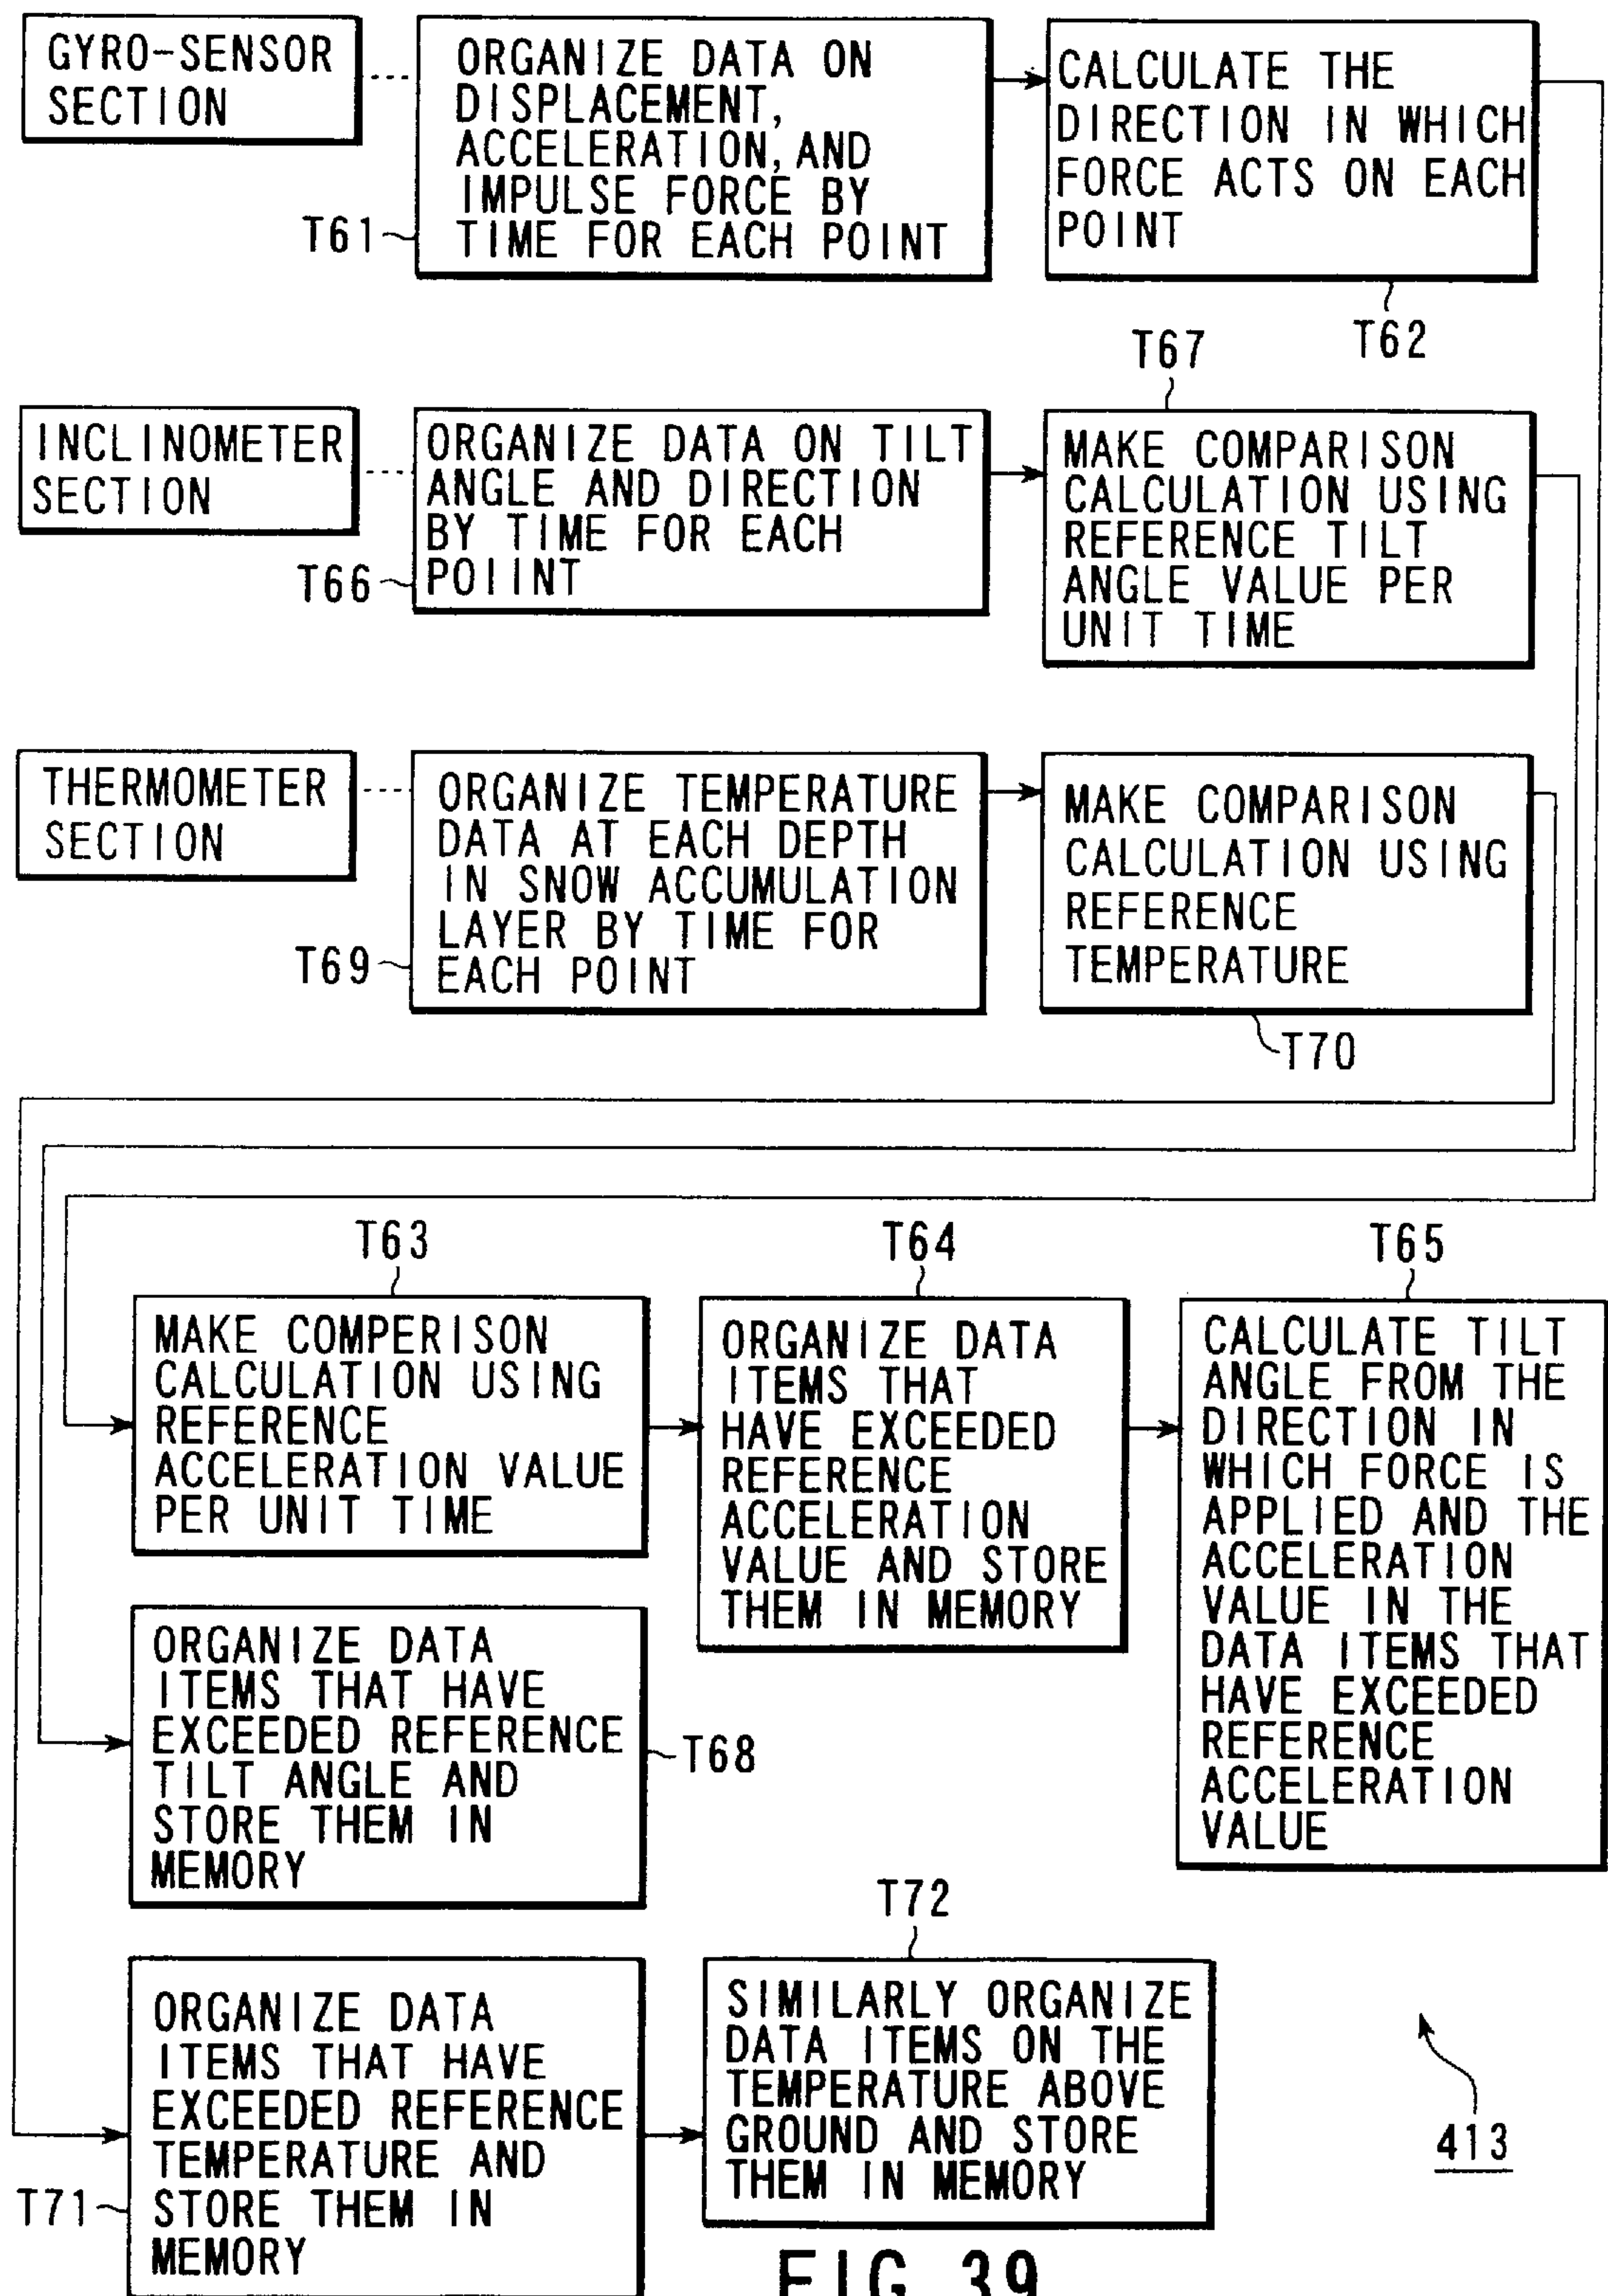 GYRO-SENSOR
SECTION
ORGANIZE DATA ON
DISPLACEMENT,
ACCELERATION, AND
IMPULSE FORCE BY
TIME FOR EACH POINT
T61
CALCULATE THE
DIRECTION IN WHICH
FORCE ACTS ON EACH
POINT
T62
INCLINOMETER
SECTION
ORGANIZE DATA ON TILT
ANGLE AND DIRECTION
BY TIME FOR EACH
POIINT
T66
T67
MAKE COMPARISON
CALCULATION USING
REFERENCE TILT
ANGLE VALUE PER
UNIT TIME
THERMOMETER
SECTION
ORGANIZE TEMPERATURE
DATA AT EACH DEPTH
IN SNOW ACCUMULATION
LAYER BY TIME FOR
EACH POINT
T69
MAKE COMPARISON
CALCULATION USING
REFERENCE
TEMPERATURE
T70
T63
MAKE COMPERISON
CALCULATION USING
REFERENCE
ACCELERATION VALUE
PER UNIT TIME
T64
ORGANIZE DATA
ITEMS THAT
HAVE EXCEEDED
REFERENCE
ACCELERATION
VALUE AND STORE
THEM IN MEMORY
T65
CALCULATE TILT
ANGLE FROM THE
DIRECTION IN
WHICH FORCE IS
APPLIED AND THE
ACCELERATION
VALUE IN THE
DATA ITEMS THAT
HAVE EXCEEDED
REFERENCE
ACCELERATION
VALUE
ORGANIZE DATA
ITEMS THAT HAVE
EXCEEDED REFERENCE
TILT ANGLE AND
STORE THEM IN
MEMORY
T68
ORGANIZE DATA
ITEMS THAT HAVE
EXCEEDED REFERENCE
TEMPERATURE AND
STORE THEM IN
MEMORY
T71
T72
SIMILARLY ORGANIZE
DATA ITEMS ON THE
TEMPERATURE ABOVE
GROUND AND STORE
THEM IN MEMORY
413
FIG. 39